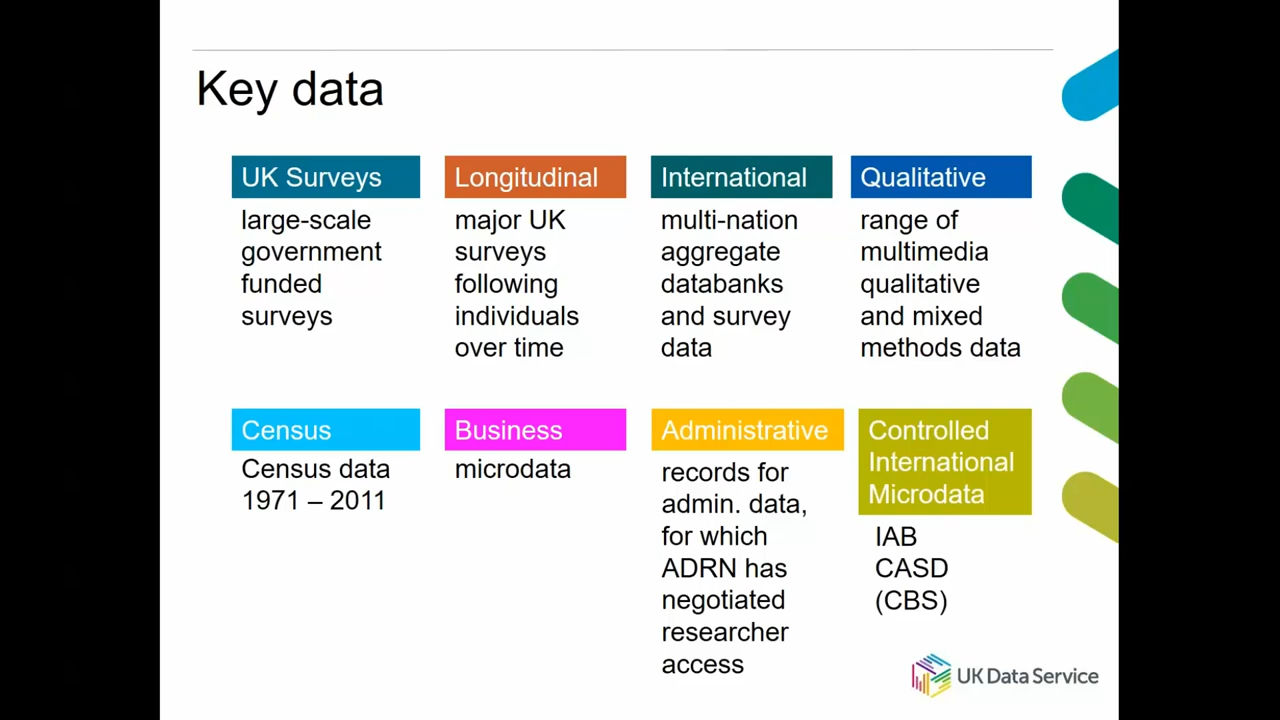 Key data
UK Surveys
large-scale
government
funded
surveys
Longitudinal
major UK
surveys
following
individuals
over time
International
multi-nation
aggregate
databanks
and survey
data
Qualitative
range of
multimedia
qualitative
and mixed
methods data
Census
Census data
1971 – 2011
Business
microdata
Administrative
records for
admin. data,
for which
ADRN has
negotiated
researcher
access
Controlled
International
Microdata
IAB
CASD
(CBS)
UK Data Service